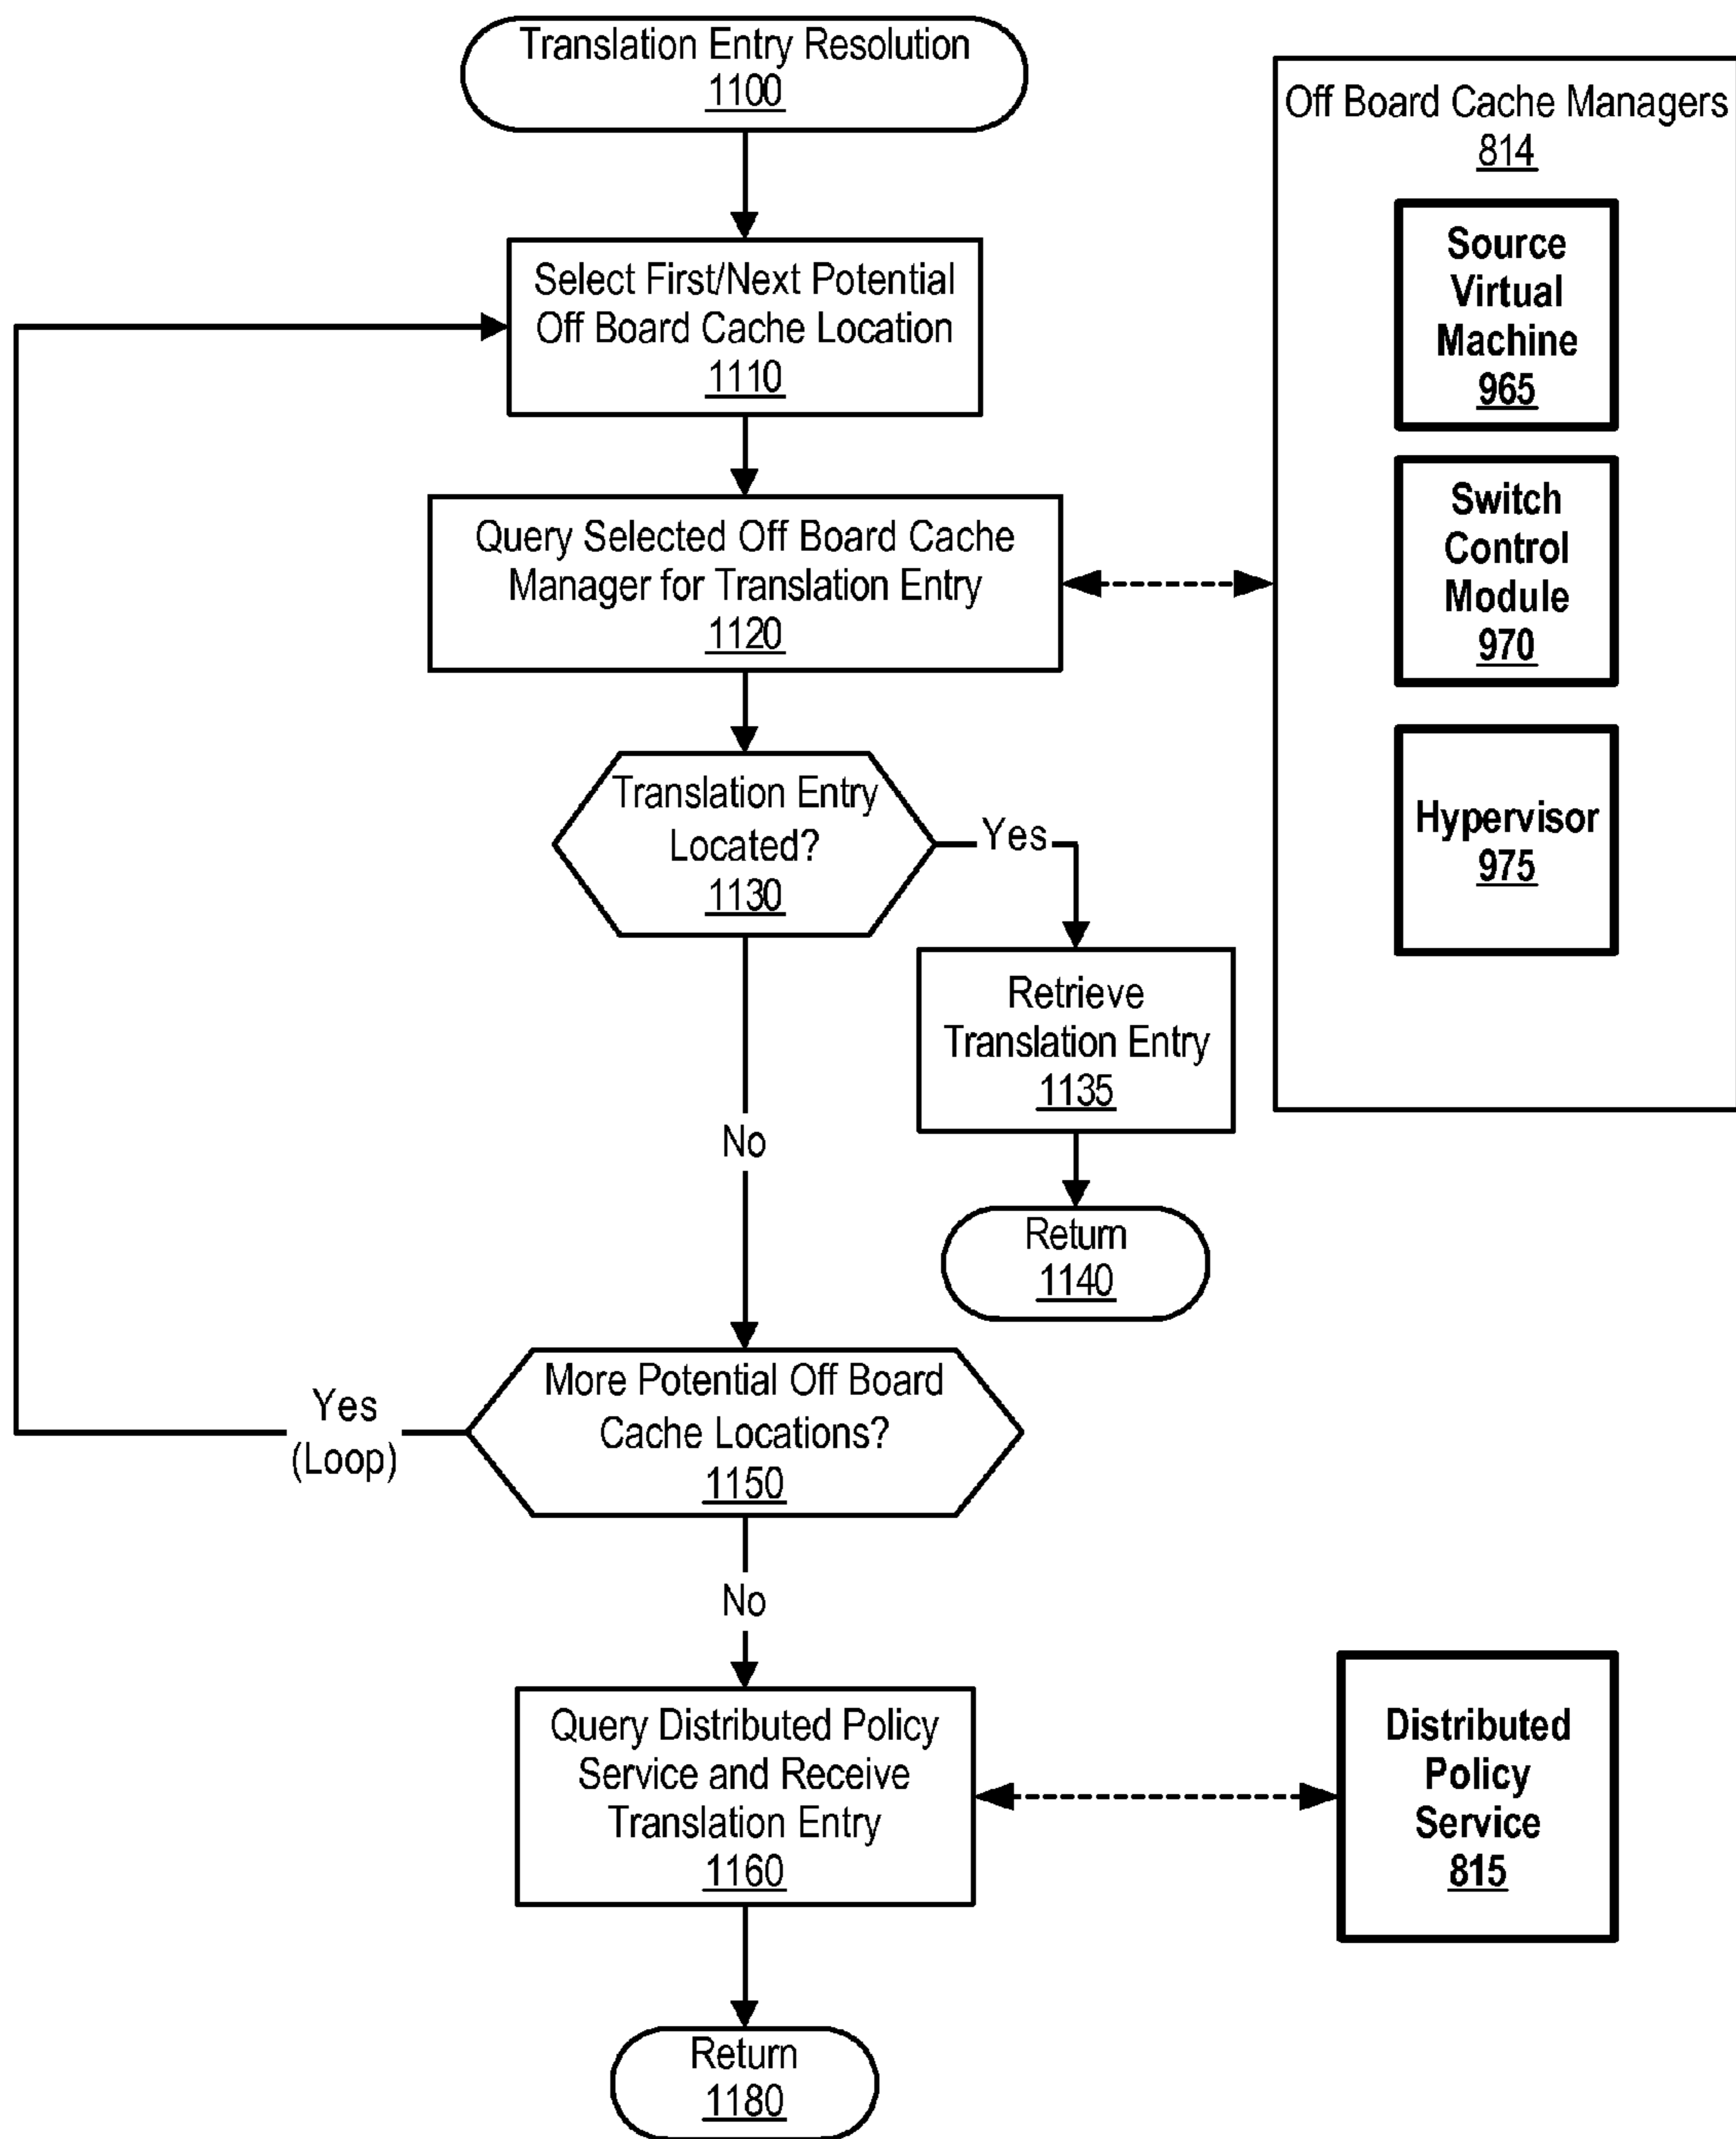 Translation Entry Resolution
1100
Off Board Cache Managers
814
Source
Virtual
Machine
965
Select First/Next Potential
Off Board Cache Location
1110
Switch
Control
Module
970
Query Selected Off Board Cache
Manager for Translation Entry
1120
Hypervisor
975
Translation Entry
Located?
1130
Yes
Retrieve
Translation Entry
1135
No
Return
1140
More Potential Off Board
Cache Locations?
1150
Yes
(Loop)
No
Query Distributed Policy
Service and Receive
Translation Entry
1160
Distributed
Policy
Service
815
Return
1180